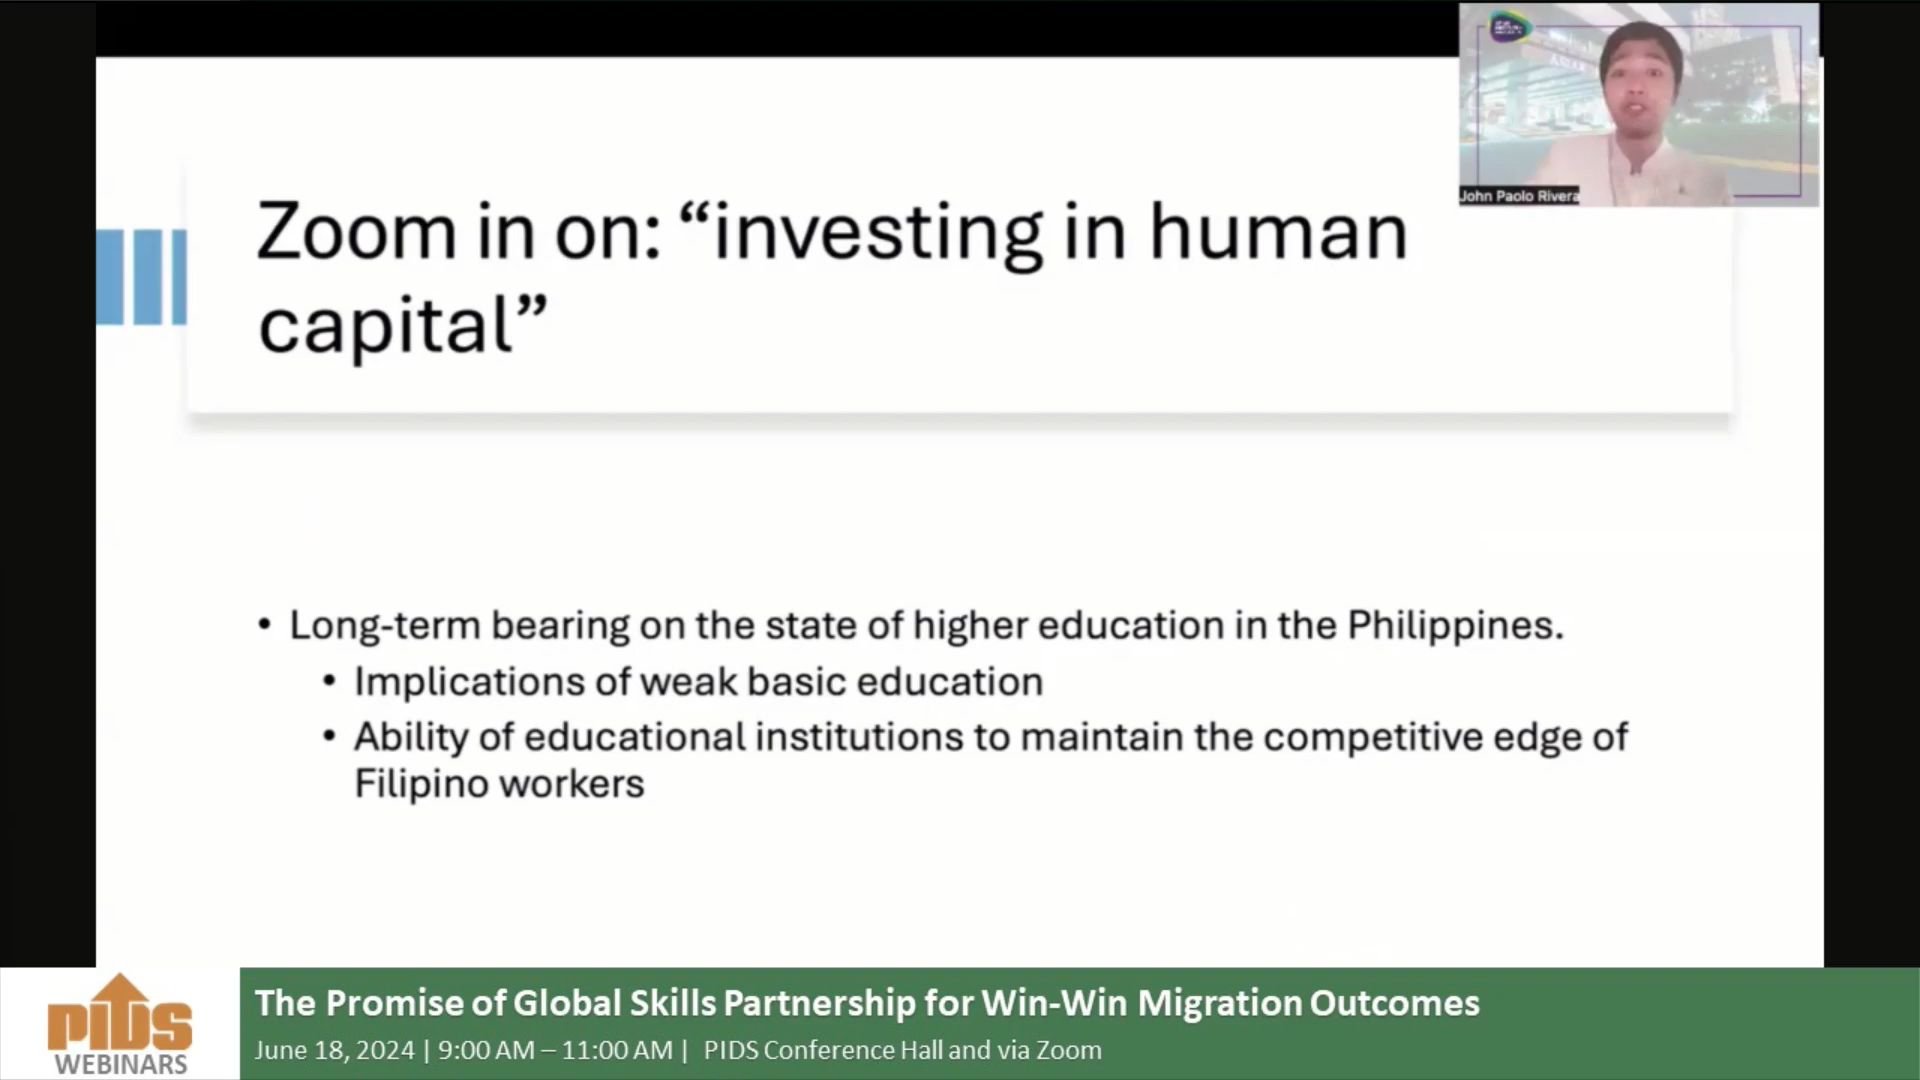 John Paolo Rivera
Zoom in on: “investing in human
capital”
• Long-term bearing on the state of higher education in the Philippines.
• Implications of weak basic education
• Ability of educational institutions to maintain the competitive edge of
Filipino workers
PIDS
WEBINARS
The Promise of Global Skills Partnership for Win-Win Migration Outcomes
June 18, 2024 | 9:00 AM – 11:00 AM | PIDS Conference Hall and via Zoom